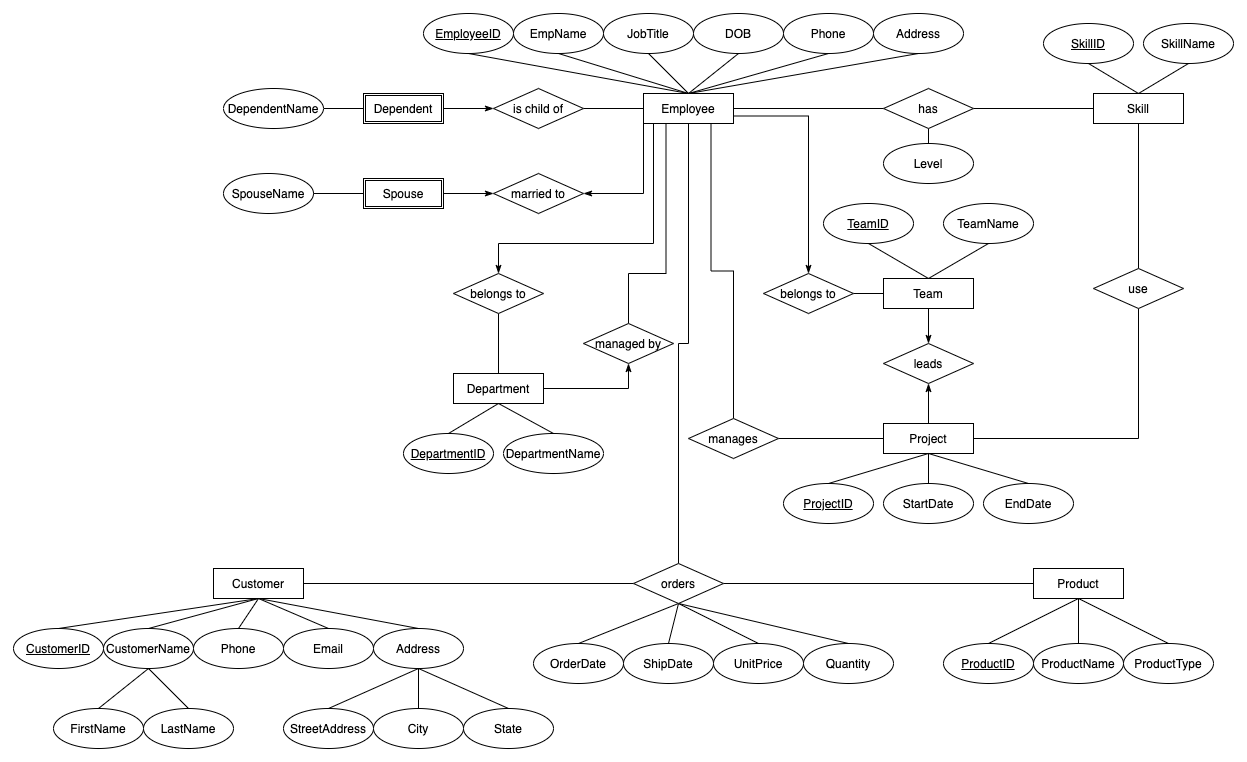 EmployeeID
EmpName
JobTitle
DOB
Phone
Address
SkillID
SkillName
DependentName
Dependent
is child of
Employee
has
Skill
Level
SpouseName
Spouse
married to
TeamID
TeamName
belongs to
belongs to
Team
use
managed by
leads
Department
manages
Project
DepartmentID
DepartmentName
ProjectID
StartDate
EndDate
Customer
orders
Product
CustomerID
CustomerName
Phone
Email
Address
OrderDate
ShipDate
UnitPrice
Quantity
ProductID
ProductName
ProductType
FirstName
LastName
StreetAddress
City
State